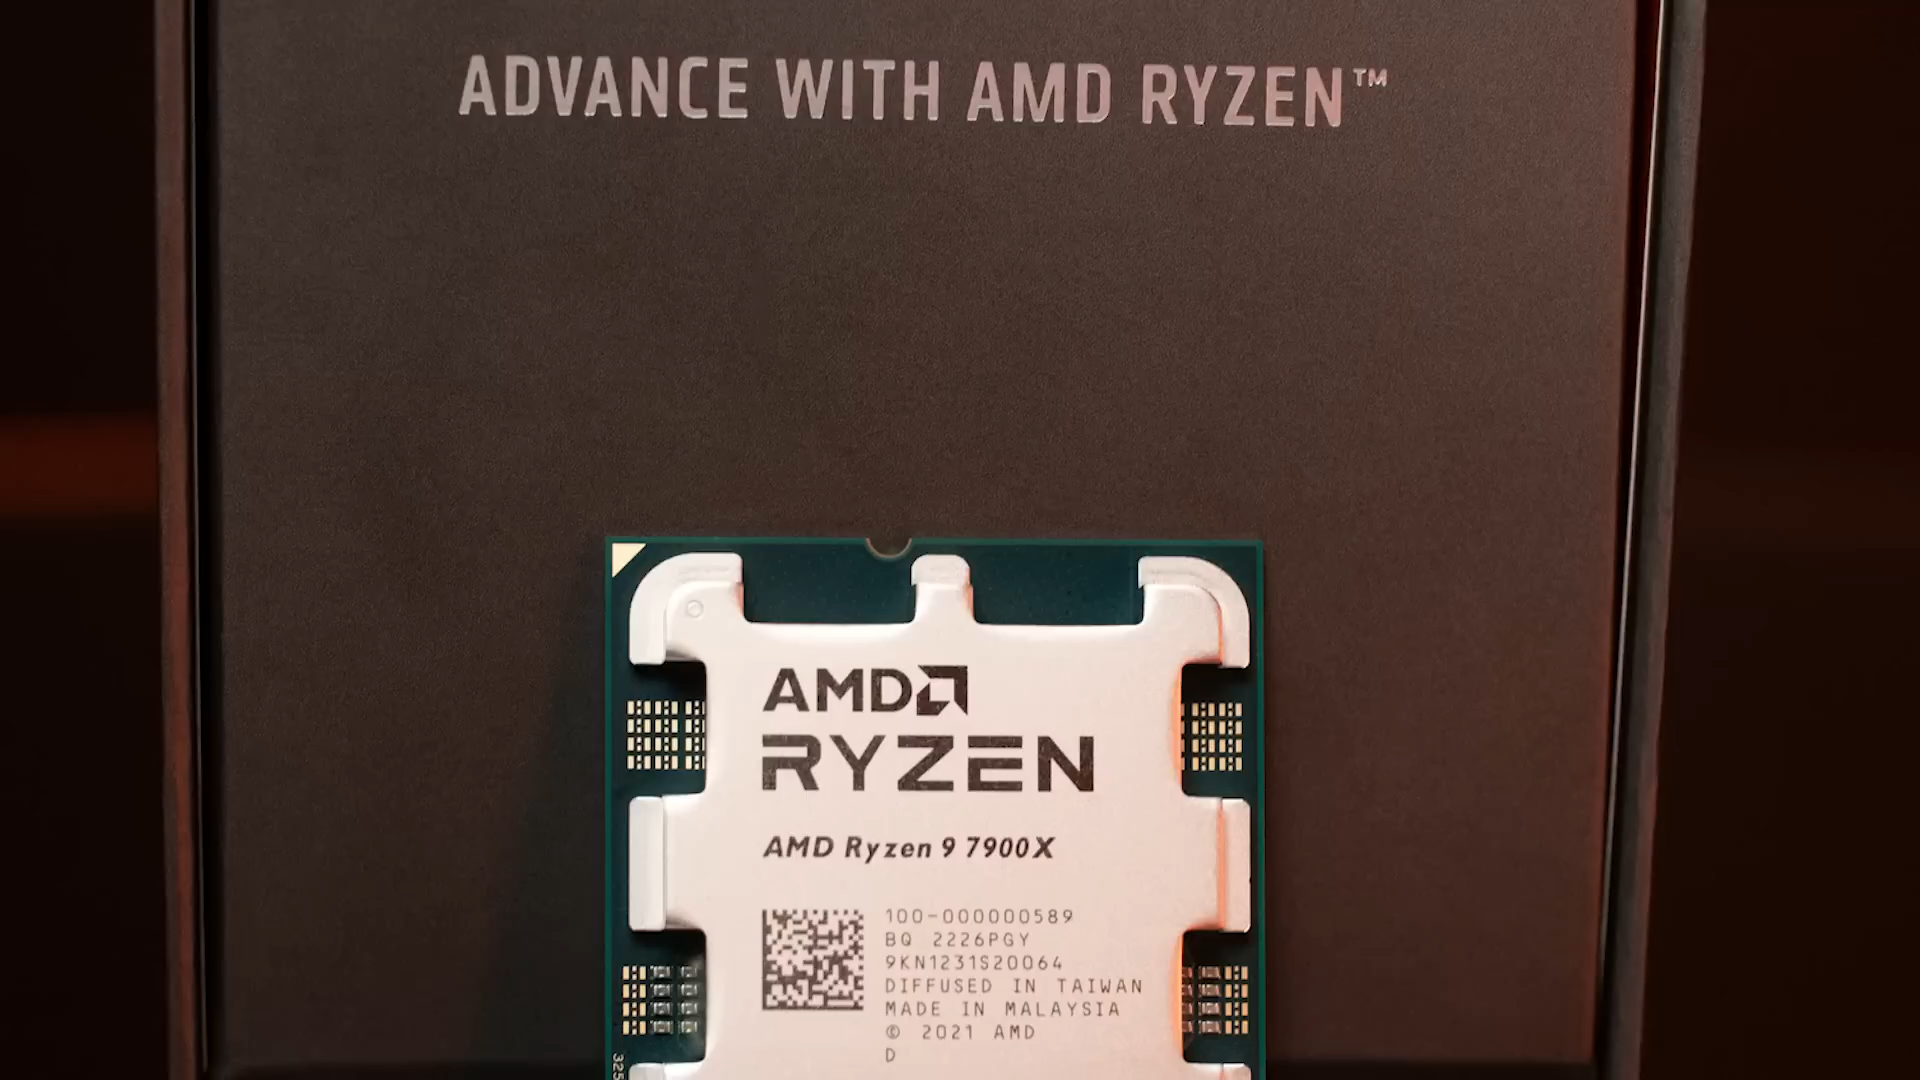 ADVANCE WITH AMD RYZEN™
AMD
RYZEN
AMD Ryzen 9 7900X
100-000000589
BQ 2226PGY
9KN1231S20064
DIFFUSED IN TAIWAN
MADE IN MALAYSIA
© 2021 AMD
D